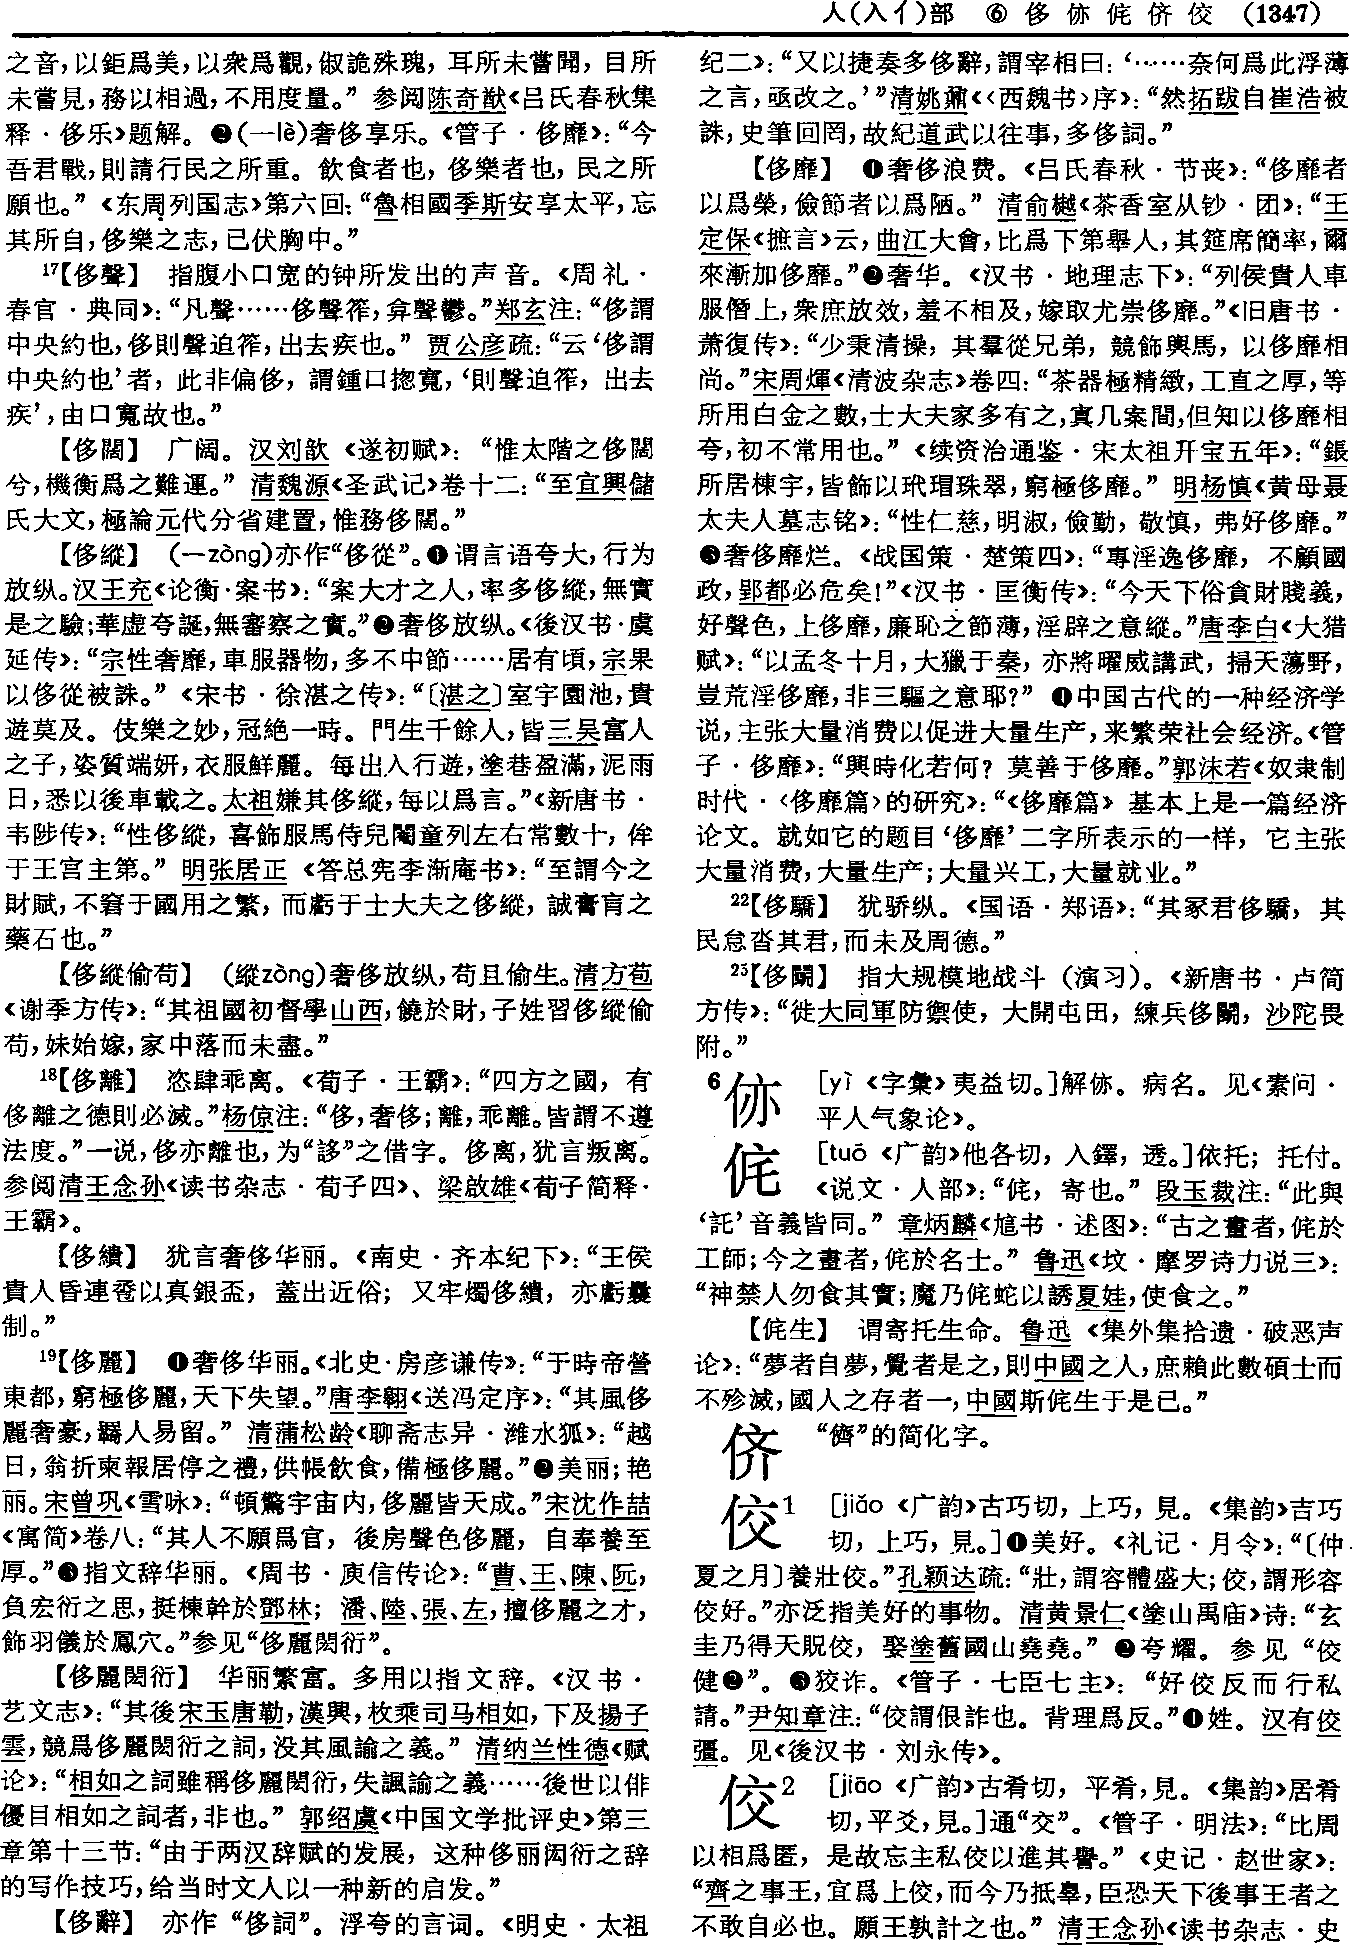 人(入亻)部 ⑥ 侈㑊侂侪佼 (1347)
之音，以鉅爲美，以衆爲觀，俶詭殊瑰，耳所未嘗聞，目所
未嘗見，務以相過，不用度量。”參阅陈奇猷《吕氏春秋集
释·侈乐》题解。❷(—lè)奢侈享乐。《管子·侈靡》：“今
吾君戰，則請行民之所重。飲食者也，侈樂者也，民之所
願也。”《东周列国志》第六回：“魯相國季斯安享太平，忘
其所自，侈樂之志，已伏胸中。”
17【侈聲】 指腹小口宽的钟所发出的声音。《周礼·
春官·典同》：“凡聲……侈聲筰，弇聲鬱。”郑玄注：“侈謂
中央約也，侈則聲迫筰，出去疾也。”贾公彦疏：“云‘侈謂
中央約也’者，此非偏侈，謂鍾口揔寬，‘則聲迫筰，出去
疾’，由口寬故也。”
【侈闊】 广阔。汉刘歆《遂初赋》：“惟太階之侈闊
兮，機衡爲之難運。”清魏源《圣武记》卷十二：“至宜興儲
氏大文，極論元代分省建置，惟務侈闊。”
【侈縱】 (—zòng)亦作“侈從”。❶谓言语夸大，行为
放纵。汉王充《论衡·案书》：“案大才之人，率多侈縱，無實
是之驗；華虛夸誕，無審察之實。”❷奢侈放纵。《後汉书·虞
延传》：“宗性奢靡，車服器物，多不中節……居有頃，宗果
以侈從被誅。”《宋书·徐湛之传》：“〔湛之〕室宇園池，貴
遊莫及。伎樂之妙，冠絶一時。門生千餘人，皆三吴富人
之子，姿質端妍，衣服鮮麗。每出入行遊，塗巷盈滿，泥雨
日，悉以後車載之。太祖嫌其侈縱，每以爲言。”《新唐书·
韦陟传》：“性侈縱，喜飾服馬侍兒閹童列左右常數十，侔
于王宫主第。”明张居正《答总宪李渐庵书》：“至謂今之
財賦，不窘于國用之繁，而虧于士大夫之侈縱，誠膏肓之
藥石也。”
【侈縱偷苟】 (縱zòng)奢侈放纵，苟且偷生。清方苞
《谢季方传》：“其祖國初督學山西，饒於財，子姓習侈縱偷
苟，妹始嫁，家中落而未盡。”
18【侈離】 恣肆乖离。《荀子·王霸》：“四方之國，有
侈離之德則必滅。”杨倞注：“侈，奢侈；離，乖離。皆謂不遵
法度。”一说，侈亦離也，为“誃”之借字。侈离，犹言叛离。
参阅清王念孙《读书杂志·荀子四》、梁啟雄《荀子简释·
王霸》。
【侈繢】 犹言奢侈华丽。《南史·齐本纪下》：“王侯
貴人昏連卺以真銀盃，蓋出近俗；又牢燭侈繢，亦虧曩
制。”
19【侈麗】 ❶奢侈华丽。《北史·房彦谦传》：“于時帝營
東都，窮極侈麗，天下失望。”唐李翱《送冯定序》：“其風侈
麗奢豪，羈人易留。”清蒲松龄《聊斋志异·潍水狐》：“越
日，翁折柬報居停之禮，供帳飲食，備極侈麗。”❷美丽；艳
丽。宋曾巩《雪咏》：“頓驚宇宙内，侈麗皆天成。”宋沈作喆
《寓简》卷八：“其人不願爲官，後房聲色侈麗，自奉養至
厚。”❸指文辞华丽。《周书·庾信传论》：“曹、王、陳、阮，
負宏衍之思，挺棟幹於鄧林；潘、陸、張、左，擅侈麗之才，
飾羽儀於鳳穴。”参见“侈麗閎衍”。
【侈麗閎衍】 华丽繁富。多用以指文辞。《汉书·
艺文志》：“其後宋玉唐勒，漢興，枚乘司马相如，下及揚子
雲，競爲侈麗閎衍之詞，没其風諭之義。”清纳兰性德《赋
论》：“相如之詞雖稱侈麗閎衍，失諷諭之義……後世以俳
優目相如之詞者，非也。”郭绍虞《中国文学批评史》第三
章第十三节：“由于两汉辞赋的发展，这种侈丽闳衍之辞
的写作技巧，给当时文人以一种新的启发。”
【侈辭】 亦作“侈詞”。浮夸的言词。《明史·太祖
纪二》：“又以捷奏多侈辭，謂宰相曰：‘……奈何爲此浮薄
之言，亟改之。’”清姚鼐《〈西魏书〉序》：“然拓跋自崔浩被
誅，史筆回罔，故紀道武以往事，多侈詞。”
【侈靡】 ❶奢侈浪费。《吕氏春秋·节丧》：“侈靡者
以爲榮，儉節者以爲陋。”清俞樾《茶香室丛钞·团》：“王
定保《摭言》云，曲江大會，比爲下第舉人，其筵席簡率，爾
來漸加侈靡。”❷奢华。《汉书·地理志下》：“列侯貴人車
服僭上，衆庶放效，羞不相及，嫁取尤崇侈靡。”《旧唐书·
萧復传》：“少秉清操，其羣從兄弟，競飾輿馬，以侈靡相
尚。”宋周煇《清波杂志》卷四：“茶器極精緻，工直之厚，等
所用白金之數，士大夫家多有之，寘几案間，但知以侈靡相
夸，初不常用也。”《续资治通鉴·宋太祖开宝五年》：“鋹
所居棟宇，皆飾以玳瑁珠翠，窮極侈靡。”明杨慎《黄母聂
太夫人墓志铭》：“性仁慈，明淑，儉勤，敬慎，弗好侈靡。”
❸奢侈靡烂。《战国策·楚策四》：“專淫逸侈靡，不顧國
政，郢都必危矣！”《汉书·匡衡传》：“今天下俗貪財賤義，
好聲色，上侈靡，廉恥之節薄，淫辟之意縱。”唐李白《大猎
赋》：“以孟冬十月，大獵于秦，亦將曜威講武，掃天蕩野，
豈荒淫侈靡，非三驅之意耶？”❹中国古代的一种经济学
说，主张大量消费以促进大量生产，来繁荣社会经济。《管
子·侈靡》：“興時化若何？莫善于侈靡。”郭沫若《奴隶制
时代·〈侈靡篇〉的研究》：“《侈靡篇》基本上是一篇经济
论文。就如它的题目‘侈靡’二字所表示的一样，它主张
大量消费，大量生产；大量兴工，大量就业。”
22【侈驕】 犹骄纵。《国语·郑语》：“其冢君侈驕，其
民怠沓其君，而未及周德。”
23【侈鬭】 指大规模地战斗（演习）。《新唐书·卢简
方传》：“徙大同軍防禦使，大開屯田，練兵侈鬭，沙陀畏
附。”
6 㑊 [yì《字彙》夷益切。]解㑊。病名。见《素问·
平人气象论》。
侂 [tuō《广韵》他各切，入鐸，透。]依托；托付。
《说文·人部》：“侂，寄也。”段玉裁注：“此與
‘託’音義皆同。”章炳麟《訄书·述图》：“古之畫者，侂於
工師；今之畫者，侂於名士。”鲁迅《坟·摩罗诗力说三》：
“神禁人勿食其實；魔乃侂蛇以誘夏娃，使食之。”
【侂生】 谓寄托生命。鲁迅《集外集拾遗·破恶声
论》：“夢者自夢，覺者是之，則中國之人，庶賴此數碩士而
不殄滅，國人之存者一，中國斯侂生于是已。”
侪 “儕”的简化字。
佼1 [jiǎo《广韵》古巧切，上巧，見。《集韵》吉巧
切，上巧，見。]❶美好。《礼记·月令》：“〔仲
夏之月〕養壯佼。”孔颖达疏：“壯，謂容體盛大；佼，謂形容
佼好。”亦泛指美好的事物。清黄景仁《塗山禹庙》诗：“玄
圭乃得天貺佼，娶塗舊國山堯堯。”❷夸耀。参见“佼
健❷”。❸狡诈。《管子·七臣七主》：“好佼反而行私
請。”尹知章注：“佼謂佷詐也。背理爲反。”❹姓。汉有佼
彊。见《後汉书·刘永传》。
佼2 [jiāo《广韵》古肴切，平肴，見。《集韵》居肴
切，平爻，見。]通“交”。《管子·明法》：“比周
以相爲匿，是故忘主私佼以進其譽。”《史记·赵世家》：
“齊之事王，宜爲上佼，而今乃抵辠，臣恐天下後事王者之
不敢自必也。願王孰計之也。”清王念孙《读书杂志·史